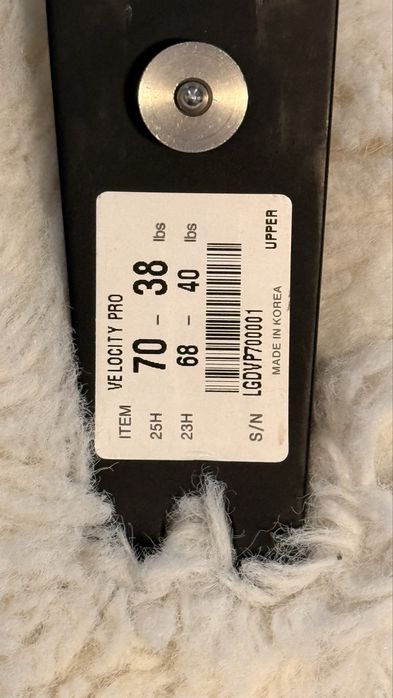 ITEM VELOCITY PRO
25H 70 - 38 lbs
23H 68 - 40 lbs
S/N LGDVP700001
MADE IN KOREA UPPER